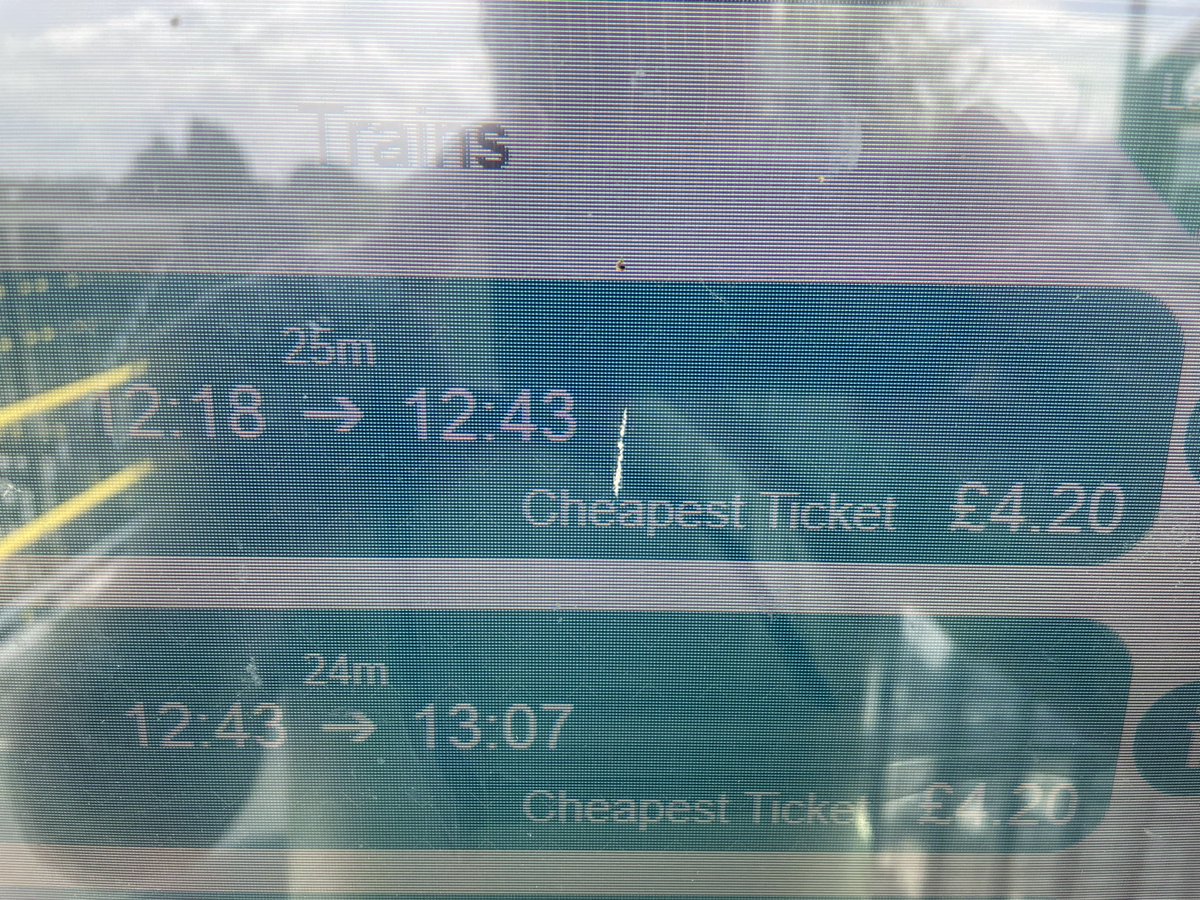 Trains
25m
12:18 → 12:43
Cheapest Ticket £4.20
24m
12:43 → 13:07
Cheapest Ticket £4.20